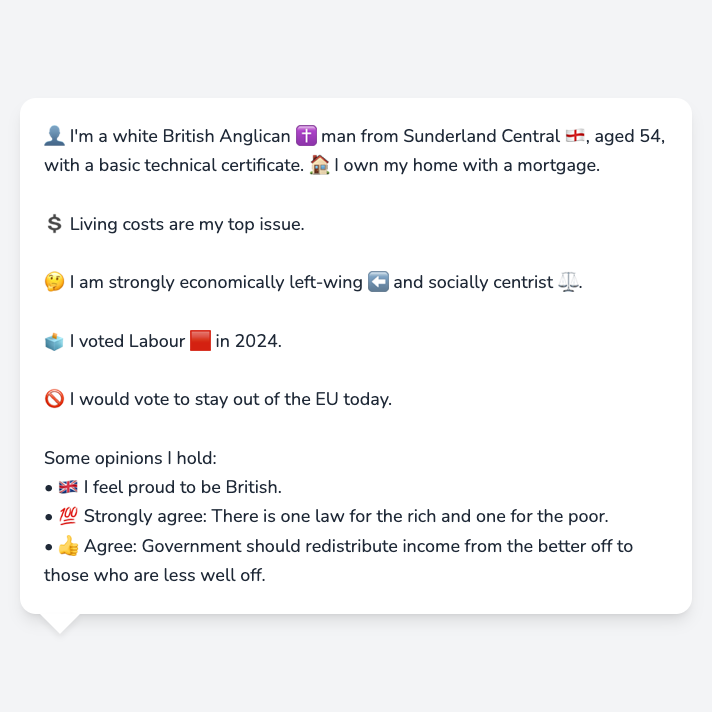 👤 I'm a white British Anglican ✝️ man from Sunderland Central 🏴󠁧󠁢󠁥󠁮󠁧󠁿, aged 54,
with a basic technical certificate. 🏠 I own my home with a mortgage.
💲 Living costs are my top issue.
🤔 I am strongly economically left-wing ⬅️ and socially centrist ⚖️.
🗳️ I voted Labour 🟥 in 2024.
🚫 I would vote to stay out of the EU today.
Some opinions I hold:
• 🇬🇧 I feel proud to be British.
• 💯 Strongly agree: There is one law for the rich and one for the poor.
• 👍 Agree: Government should redistribute income from the better off to
those who are less well off.